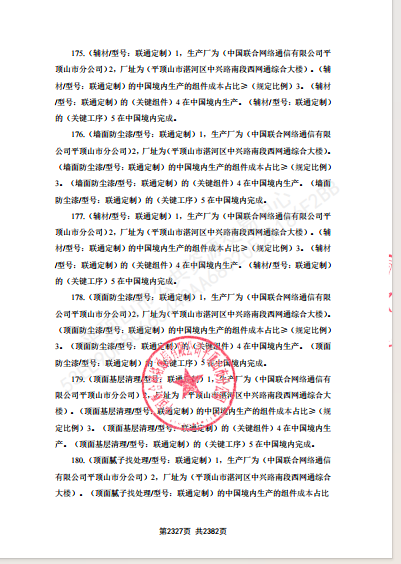 175.（辅材/型号：联通定制）1，生产厂为（中国联合网络通信有限公司平
顶山市分公司）2，厂址为（平顶山市湛河区中兴路南段西网通综合大楼）。（辅
材/型号：联通定制）的中国境内生产的组件成本占比≥（规定比例）3。（辅材
/型号：联通定制）的（关键组件）4 在中国境内生产。（辅材/型号：联通定制）
的（关键工序）5 在中国境内完成。
176.（墙面防尘漆/型号：联通定制）1，生产厂为（中国联合网络通信有限
公司平顶山市分公司）2，厂址为（平顶山市湛河区中兴路南段西网通综合大楼）。
（墙面防尘漆/型号：联通定制）的中国境内生产的组件成本占比≥（规定比例）
3。（墙面防尘漆/型号：联通定制）的（关键组件）4 在中国境内生产。（墙面
防尘漆/型号：联通定制）的（关键工序）5 在中国境内完成。
177.（辅材/型号：联通定制）1，生产厂为（中国联合网络通信有限公司平
顶山市分公司）2，厂址为（平顶山市湛河区中兴路南段西网通综合大楼）。（辅
材/型号：联通定制）的中国境内生产的组件成本占比≥（规定比例）3。（辅材
/型号：联通定制）的（关键组件）4 在中国境内生产。（辅材/型号：联通定制）
的（关键工序）5 在中国境内完成。
178.（顶面防尘漆/型号：联通定制）1，生产厂为（中国联合网络通信有限
公司平顶山市分公司）2，厂址为（平顶山市湛河区中兴路南段西网通综合大楼）。
（顶面防尘漆/型号：联通定制）的中国境内生产的组件成本占比≥（规定比例）
3。（顶面防尘漆/型号：联通定制）的（关键组件）4 在中国境内生产。（顶面
防尘漆/型号：联通定制）的（关键工序）5 在中国境内完成。
179.（顶面基层清理/型号：联通定制）1，生产厂为（中国联合网络通信有
限公司平顶山市分公司）2，厂址为（平顶山市湛河区中兴路南段西网通综合大
楼）。（顶面基层清理/型号：联通定制）的中国境内生产的组件成本占比≥（规
定比例）3。（顶面基层清理/型号：联通定制）的（关键组件）4 在中国境内生
产。（顶面基层清理/型号：联通定制）的（关键工序）5 在中国境内完成。
180.（顶面腻子找处理/型号：联通定制）1，生产厂为（中国联合网络通信
有限公司平顶山市分公司）2，厂址为（平顶山市湛河区中兴路南段西网通综合
大楼）。（顶面腻子找处理/型号：联通定制）的中国境内生产的组件成本占比
第2327页 共2382页